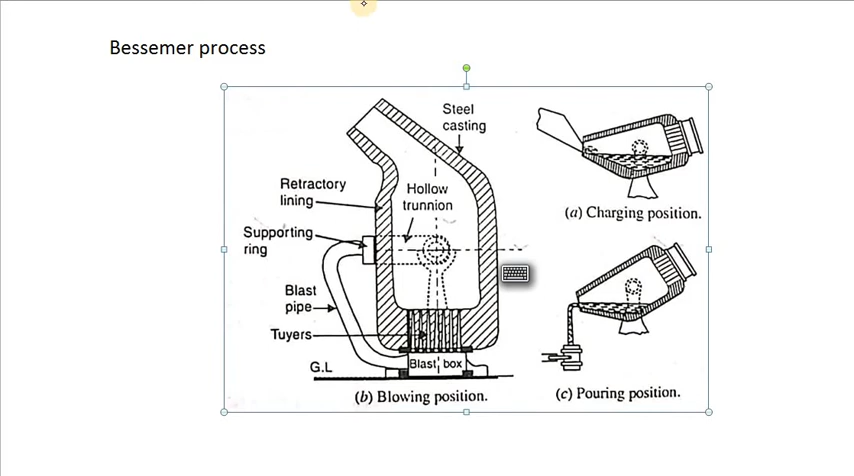 Bessemer process
Steel
casting
Retractory
lining
Hollow
trunnion
Supporting
ring
Blast
pipe
Tuyers
G.L
Blast box
(b) Blowing position.
(a) Charging position.
(c) Pouring position.